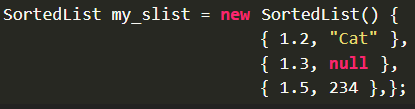 SortedList my_slist = new SortedList() {
{ 1.2, "Cat" },
{ 1.3, null },
{ 1.5, 234 },};